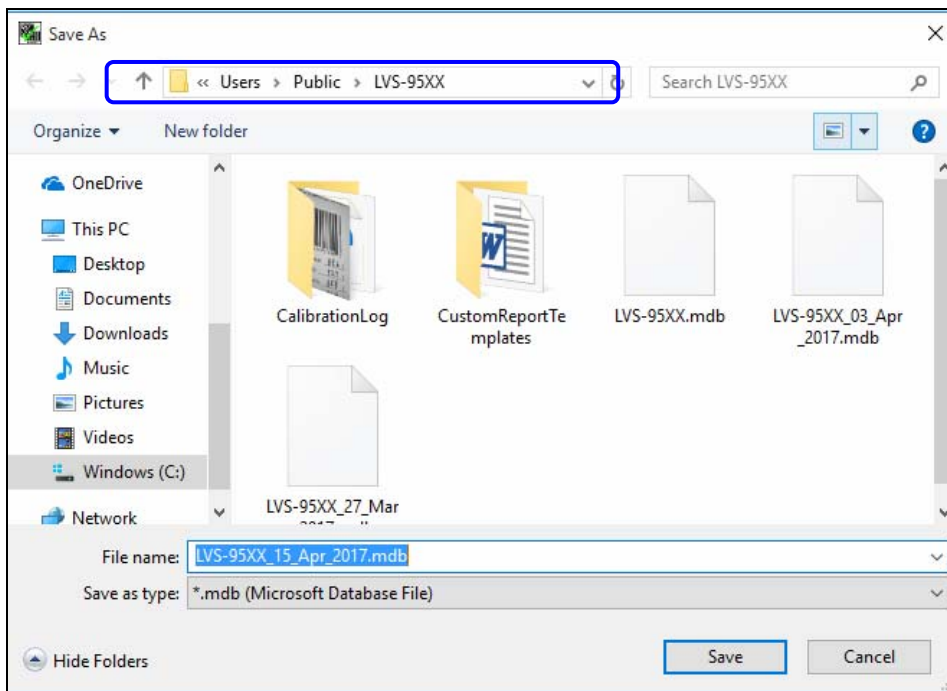 Save As
« Users > Public > LVS-95XX
Search LVS-95XX
Organize
New folder
OneDrive
This PC
Desktop
Documents
Downloads
Music
Pictures
Videos
Windows (C:)
Network
CalibrationLog
CustomReportTe
mplates
LVS-95XX.mdb
LVS-95XX_03_Apr
_2017.mdb
LVS-95XX_27_Mar
File name: LVS-95XX_15_Apr_2017.mdb
Save as type: *.mdb (Microsoft Database File)
Hide Folders
Save
Cancel